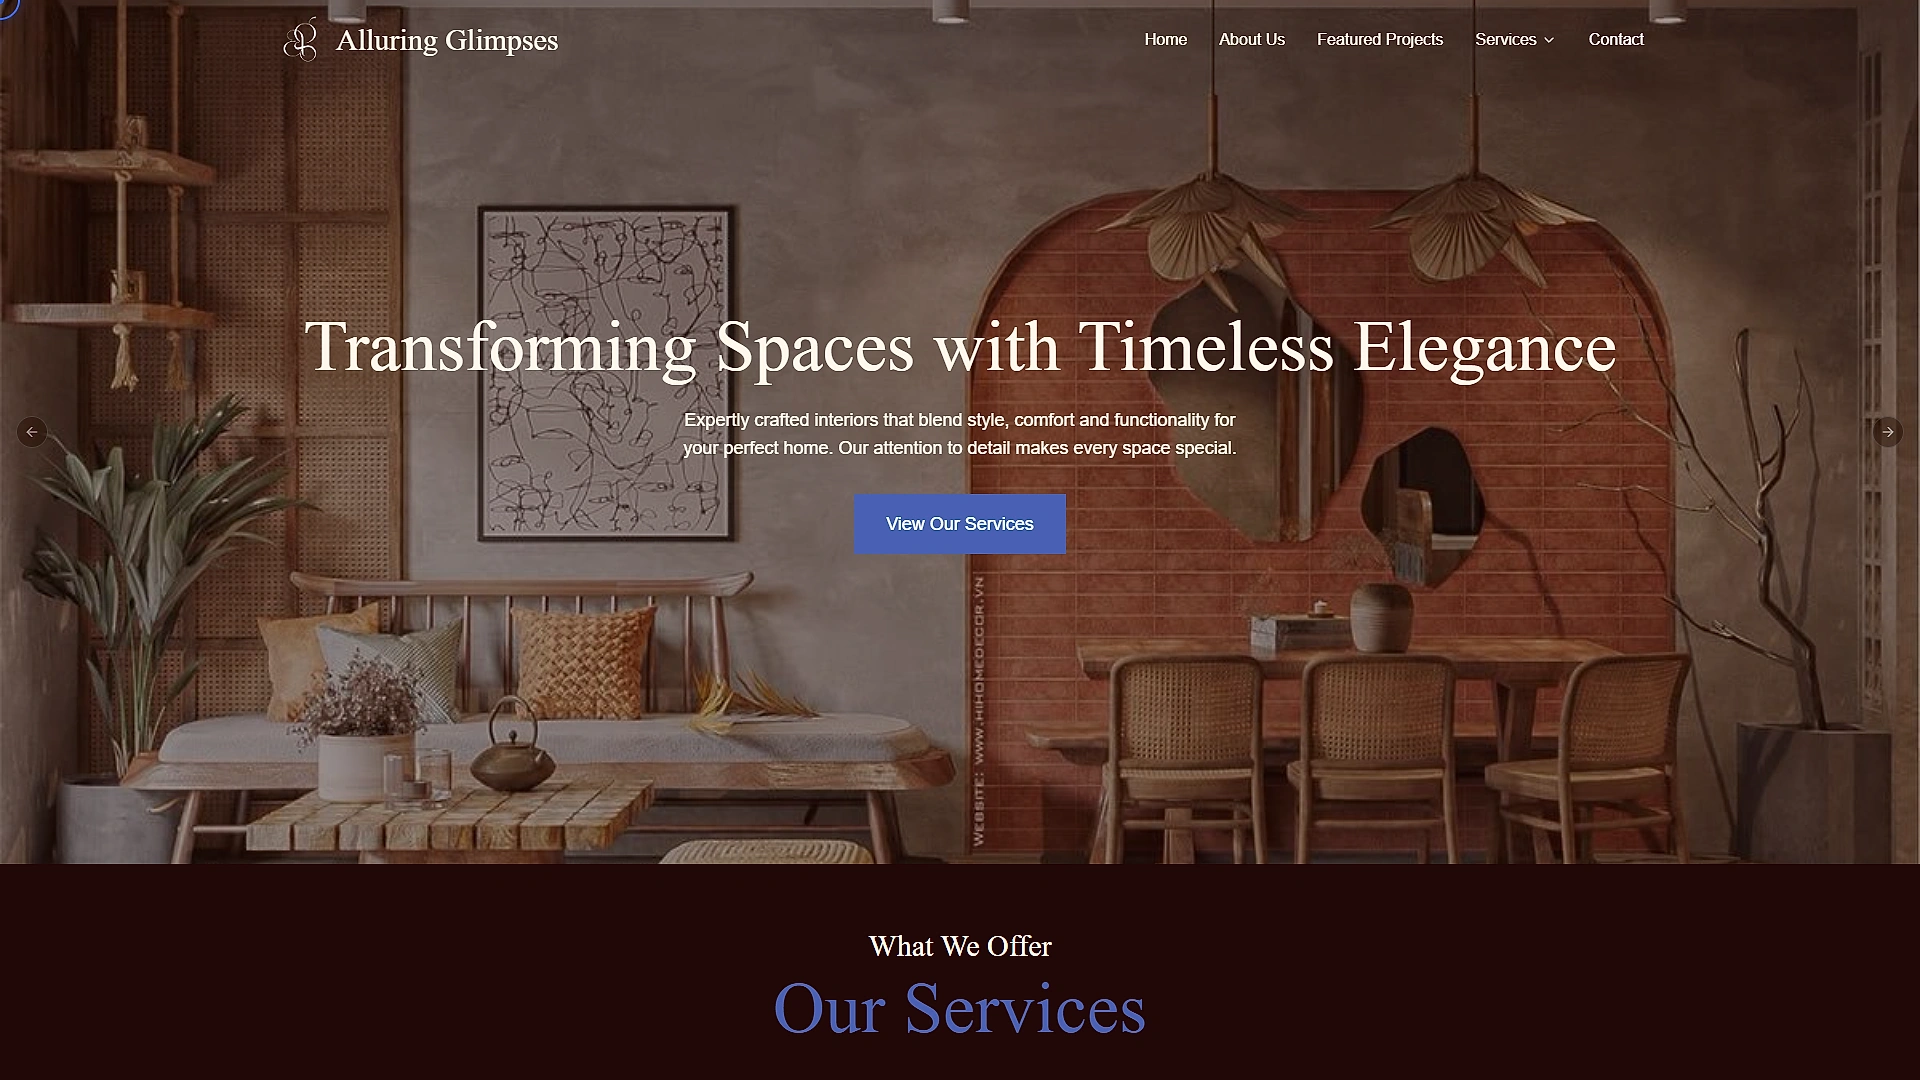 Alluring Glimpses
Home
About Us
Featured Projects
Services
Contact
Transforming Spaces with Timeless Elegance
Expertly crafted interiors that blend style, comfort and functionality for
your perfect home. Our attention to detail makes every space special.
View Our Services
WEBSITE: WWW.HIHOMEDECOR.VN
What We Offer
Our Services